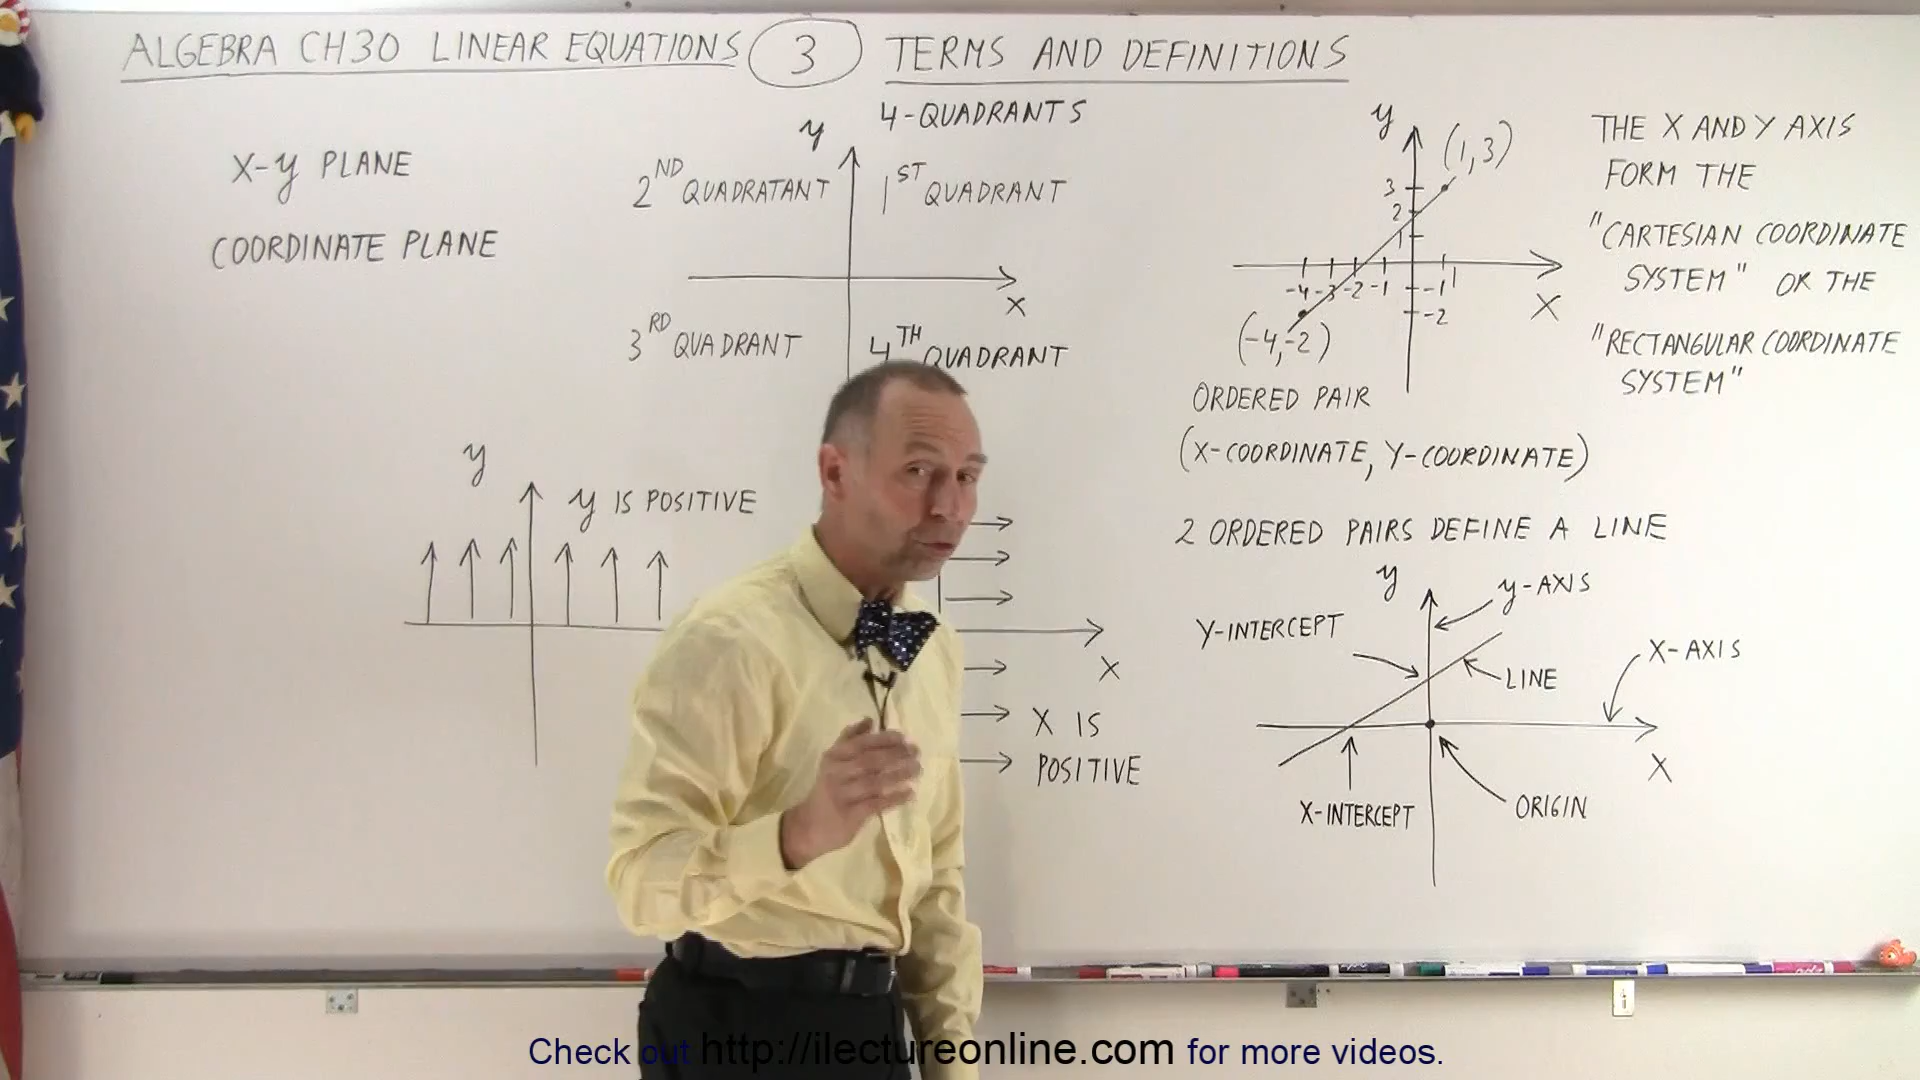 ALGEBRA CH30 LINEAR EQUATIONS 3 TERMS AND DEFINITIONS
X-y PLANE
COORDINATE PLANE
4-QUADRANTS
y
2ND QUADRATANT
1ST QUADRANT
x
3RD QUADRANT
4TH QUADRANT
y
(1,3)
3
2
1
-4 -3 -2 -1
1
-1
-2
X
(-4,-2)
THE X AND Y AXIS
FORM THE
"CARTESIAN COORDINATE
SYSTEM" OR THE
"RECTANGULAR COORDINATE
SYSTEM"
ORDERED PAIR
(X-COORDINATE, Y-COORDINATE)
2 ORDERED PAIRS DEFINE A LINE
y
y IS POSITIVE
X
X IS
POSITIVE
y
y-AXIS
Y-INTERCEPT
X-AXIS
LINE
X
X-INTERCEPT
ORIGIN
Check out http://ilectureonline.com for more videos.